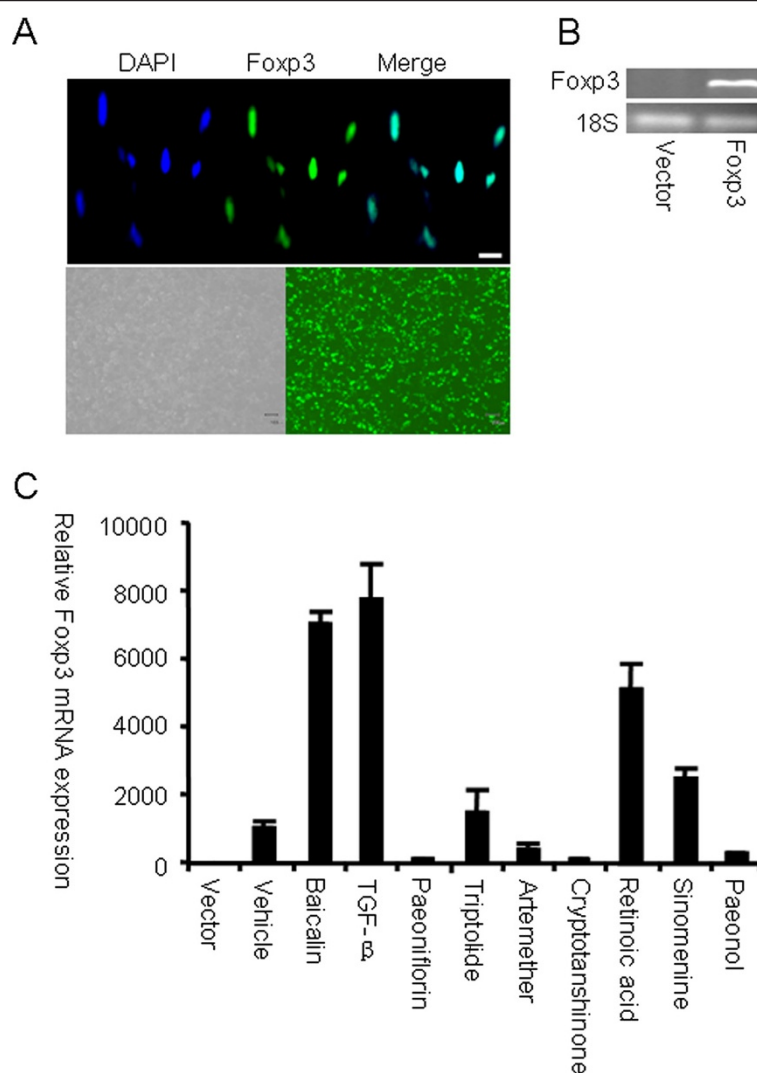 A
DAPI Foxp3 Merge
B
Foxp3
18S
Vector
Foxp3
C
Relative Foxp3 mRNA expression
10000
8000
6000
4000
2000
0
Vector
Vehicle
Baicalin
Paeoniflorin
Triptolide
Artemether
Cryptotanshinone
Retinoic acid
Sinomenine
Paeonol